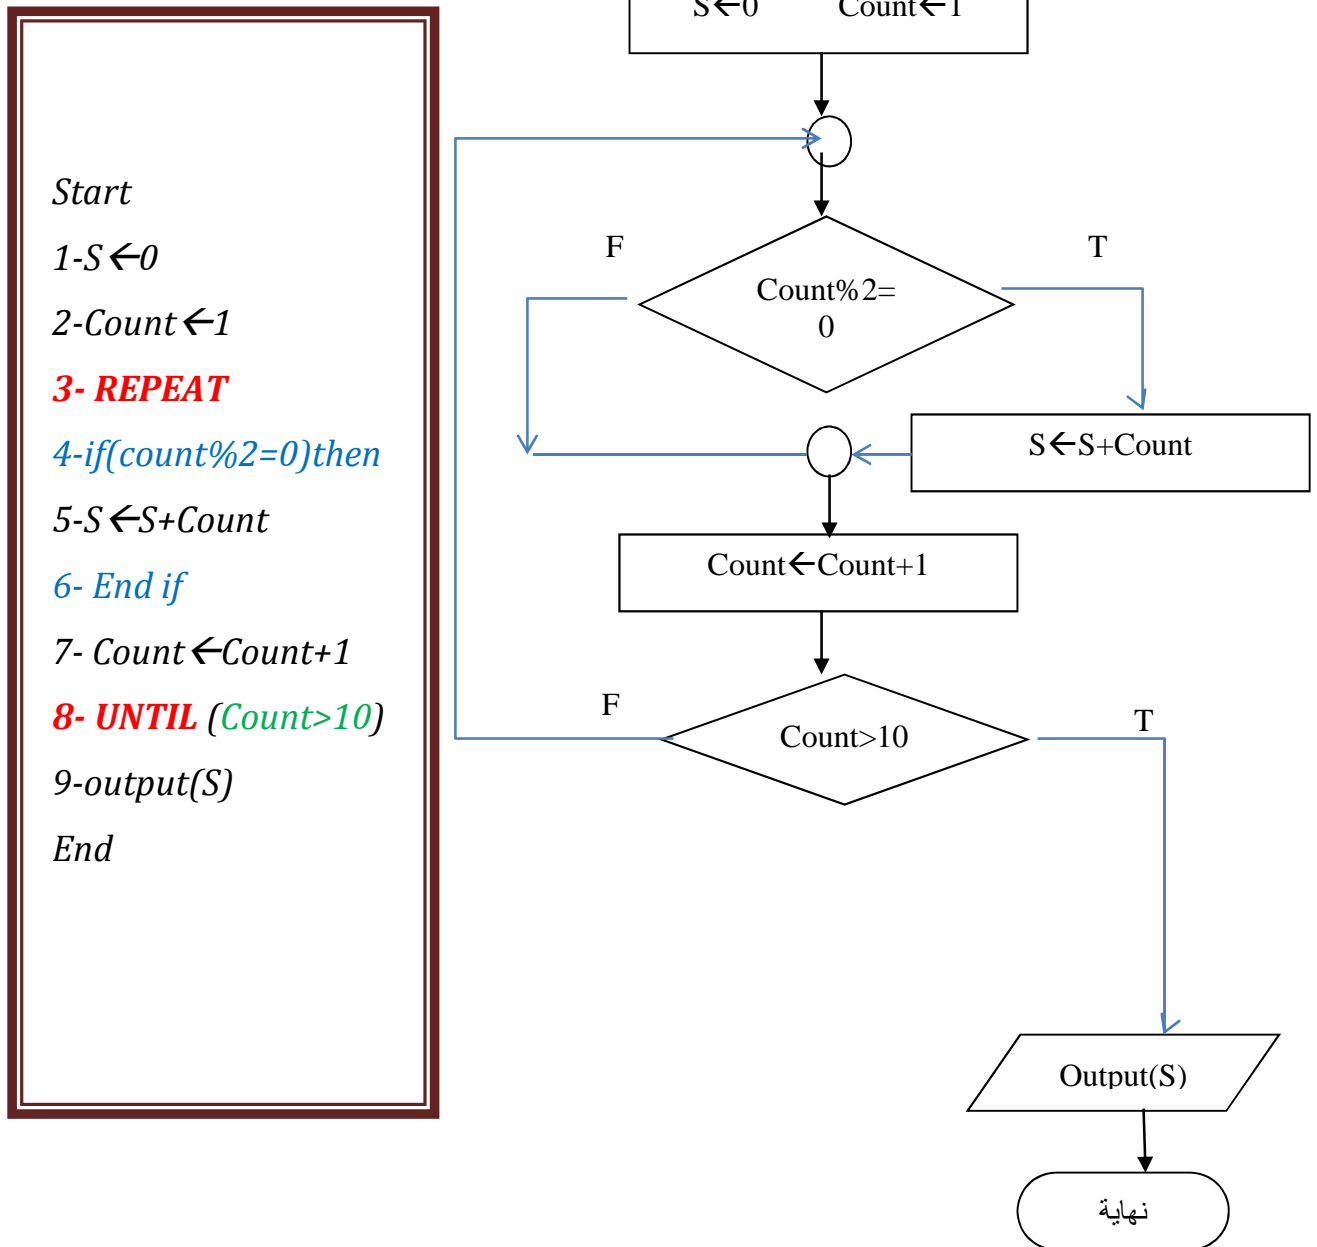 Start
1-S←0
2-Count←1
3- REPEAT
4-if(count%2=0)then
5-S←S+Count
6- End if
7- Count←Count+1
8- UNTIL (Count>10)
9-output(S)
End
S←0 Count←1
F
T
Count%2=
0
S←S+Count
Count←Count+1
F
T
Count>10
Output(S)
نهاية